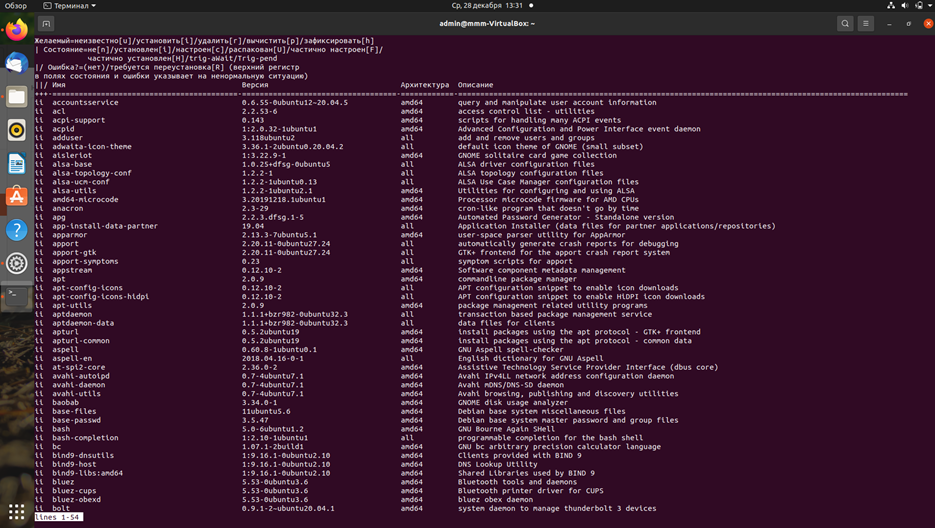 Обзор
Терминал
Ср, 28 декабря 13:31
admin@mmm-VirtualBox: ~
Желаемый=неизвестно[u]/установить[i]/удалить[r]/вычистить[p]/зафиксировать[h]
| Состояние=не[n]/установлен[i]/настроен[c]/распакован[U]/частично настроен[F]/
частично установлен[H]/trig-aWait/Trig-pend
|/ Ошибка?=(нет)/требуется переустановка[R] (верхний регистр
в полях состояния и ошибки указывает на ненормальную ситуацию)
||/ Имя Версия Архитектура Описание
ii accountsservice 0.6.55-0ubuntu12~20.04.5 amd64 query and manipulate user account information
ii acl 2.2.53-6 amd64 access control list - utilities
ii acpi-support 0.143 amd64 scripts for handling many ACPI events
ii acpid 1:2.0.32-1ubuntu1 amd64 Advanced Configuration and Power Interface event daemon
ii adduser 3.118ubuntu2 all add and remove users and groups
ii adwaita-icon-theme 3.36.1-2ubuntu0.20.04.2 all default icon theme of GNOME (small subset)
ii aisleriot 1:3.22.9-1 amd64 GNOME solitaire card game collection
ii alsa-base 1.0.25+dfsg-0ubuntu5 all ALSA driver configuration files
ii alsa-topology-conf 1.2.2-1 all ALSA topology configuration files
ii alsa-ucm-conf 1.2.2-1ubuntu0.13 all ALSA Use Case Manager configuration files
ii alsa-utils 1.2.2-1ubuntu2.1 amd64 Utilities for configuring and using ALSA
ii amd64-microcode 3.20191218.1ubuntu1 amd64 Processor microcode firmware for AMD CPUs
ii anacron 2.3-29 amd64 cron-like program that doesn't go by time
ii apg 2.2.3.dfsg.1-5 amd64 Automated Password Generator - Standalone version
ii app-install-data-partner 19.04 all Application Installer (data files for partner applications/repositories)
ii apparmor 2.13.3-7ubuntu5.1 amd64 user-space parser utility for AppArmor
ii apport 2.20.11-0ubuntu27.24 all automatically generate crash reports for debugging
ii apport-gtk 2.20.11-0ubuntu27.24 all GTK+ frontend for the apport crash report system
ii apport-symptoms 0.23 all symptom scripts for apport
ii appstream 0.12.10-2 amd64 Software component metadata management
ii apt 2.0.9 amd64 commandline package manager
ii apt-config-icons 0.12.10-2 all APT configuration snippet to enable icon downloads
ii apt-config-icons-hidpi 0.12.10-2 all APT configuration snippet to enable HiDPI icon downloads
ii apt-utils 2.0.9 amd64 package management related utility programs
ii aptdaemon 1.1.1+bzr982-0ubuntu32.3 all transaction based package management service
ii aptdaemon-data 1.1.1+bzr982-0ubuntu32.3 all data files for clients
ii apturl 0.5.2ubuntu19 amd64 install packages using the apt protocol - GTK+ frontend
ii apturl-common 0.5.2ubuntu19 amd64 install packages using the apt protocol - common data
ii aspell 0.60.8-1ubuntu0.1 amd64 GNU Aspell spell-checker
ii aspell-en 2018.04.16-0-1 all English dictionary for GNU Aspell
ii at-spi2-core 2.36.0-2 amd64 Assistive Technology Service Provider Interface (dbus core)
ii avahi-autoipd 0.7-4ubuntu7.1 amd64 Avahi IPv4LL network address configuration daemon
ii avahi-daemon 0.7-4ubuntu7.1 amd64 Avahi mDNS/DNS-SD daemon
ii avahi-utils 0.7-4ubuntu7.1 amd64 Avahi browsing, publishing and discovery utilities
ii baobab 3.34.0-1 amd64 GNOME disk usage analyzer
ii base-files 11ubuntu5.6 amd64 Debian base system miscellaneous files
ii base-passwd 3.5.47 amd64 Debian base system master password and group files
ii bash 5.0-6ubuntu1.2 amd64 GNU Bourne Again SHell
ii bash-completion 1:2.10-1ubuntu1 all programmable completion for the bash shell
ii bc 1.07.1-2build1 amd64 GNU bc arbitrary precision calculator language
ii bind9-dnsutils 1:9.16.1-0ubuntu2.10 amd64 Clients provided with BIND 9
ii bind9-host 1:9.16.1-0ubuntu2.10 amd64 DNS Lookup Utility
ii bind9-libs:amd64 1:9.16.1-0ubuntu2.10 amd64 Shared Libraries used by BIND 9
ii bluez 5.53-0ubuntu3.6 amd64 Bluetooth tools and daemons
ii bluez-cups 5.53-0ubuntu3.6 amd64 Bluetooth printer driver for CUPS
ii bluez-obexd 5.53-0ubuntu3.6 amd64 bluez obex daemon
ii bolt 0.9.1-2~ubuntu20.04.1 amd64 system daemon to manage thunderbolt 3 devices
lines 1-54